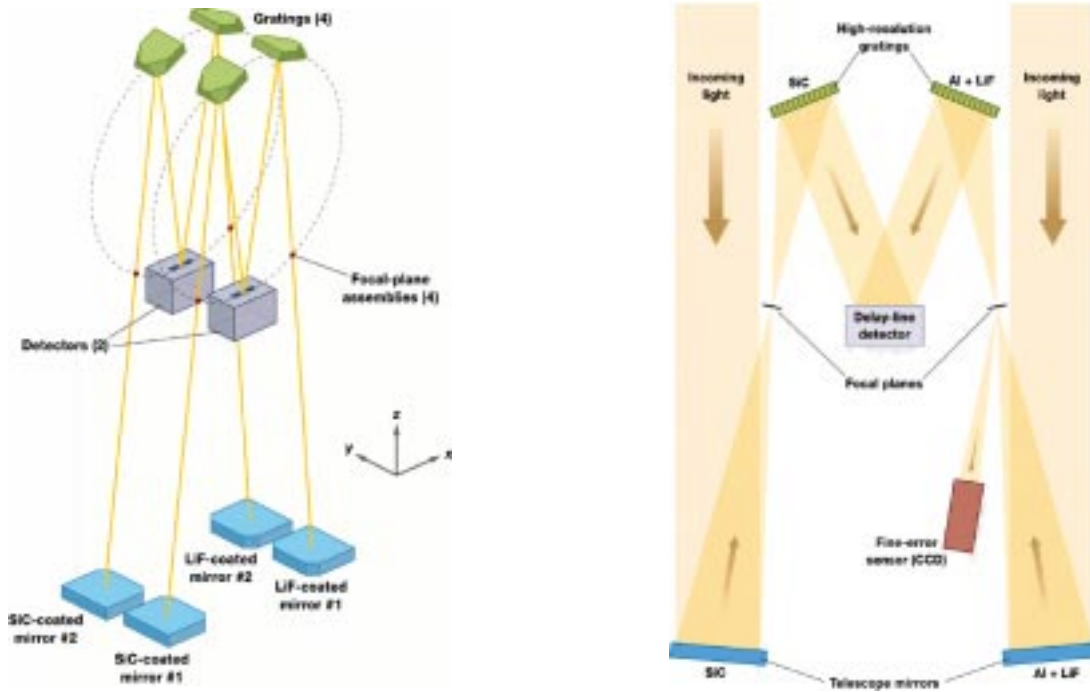 Gratings (4)
Focal-plane
assemblies (4)
Detectors (2)
z
y
x
LiF-coated
mirror #2
LiF-coated
mirror #1
SiC-coated
mirror #2
SiC-coated
mirror #1
High-resolution
gratings
SiC
Al + LiF
Incoming
light
Incoming
light
Delay-line
detector
Focal planes
Fine-error
sensor (CCD)
SiC
Telescope mirrors
Al + LiF